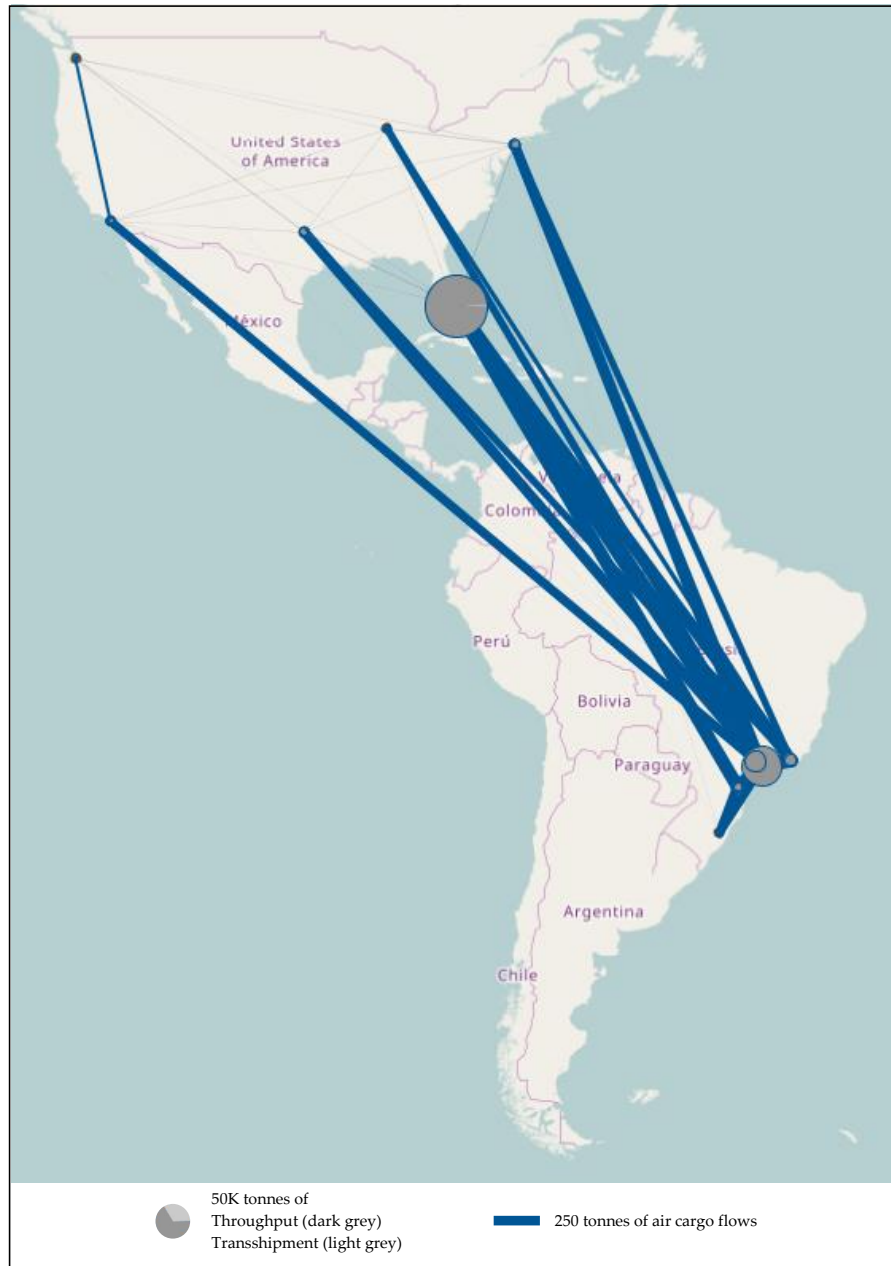 United States
of America
México
Perú
Bolivia
Paraguay
Argentina
Chile
50K tonnes of
Throughput (dark grey)
Transshipment (light grey)
250 tonnes of air cargo flows